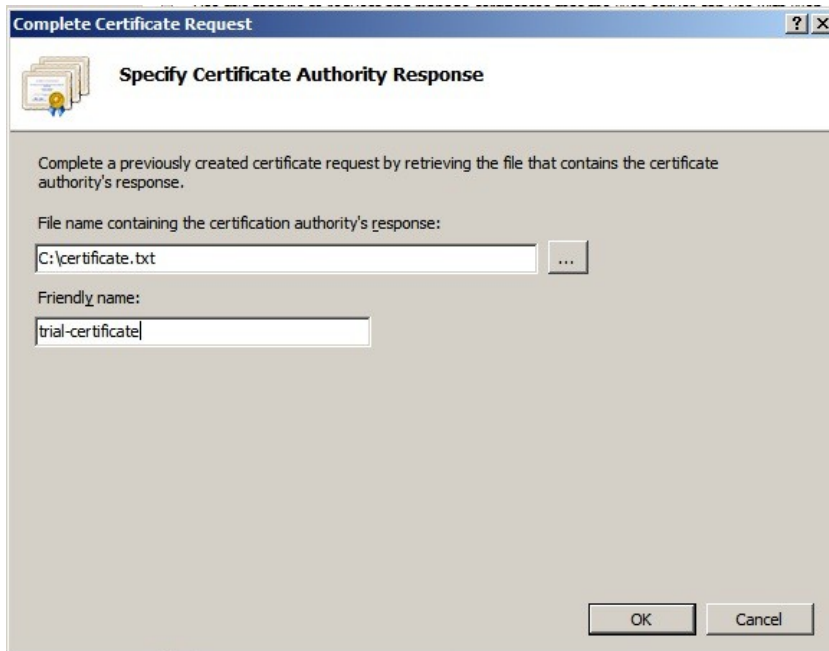 Complete Certificate Request
?
Specify Certificate Authority Response
Complete a previously created certificate request by retrieving the file that contains the certificate
authority's response.
File name containing the certification authority's response:
C:\certificate.txt
...
Friendly name:
trial-certificate
OK
Cancel